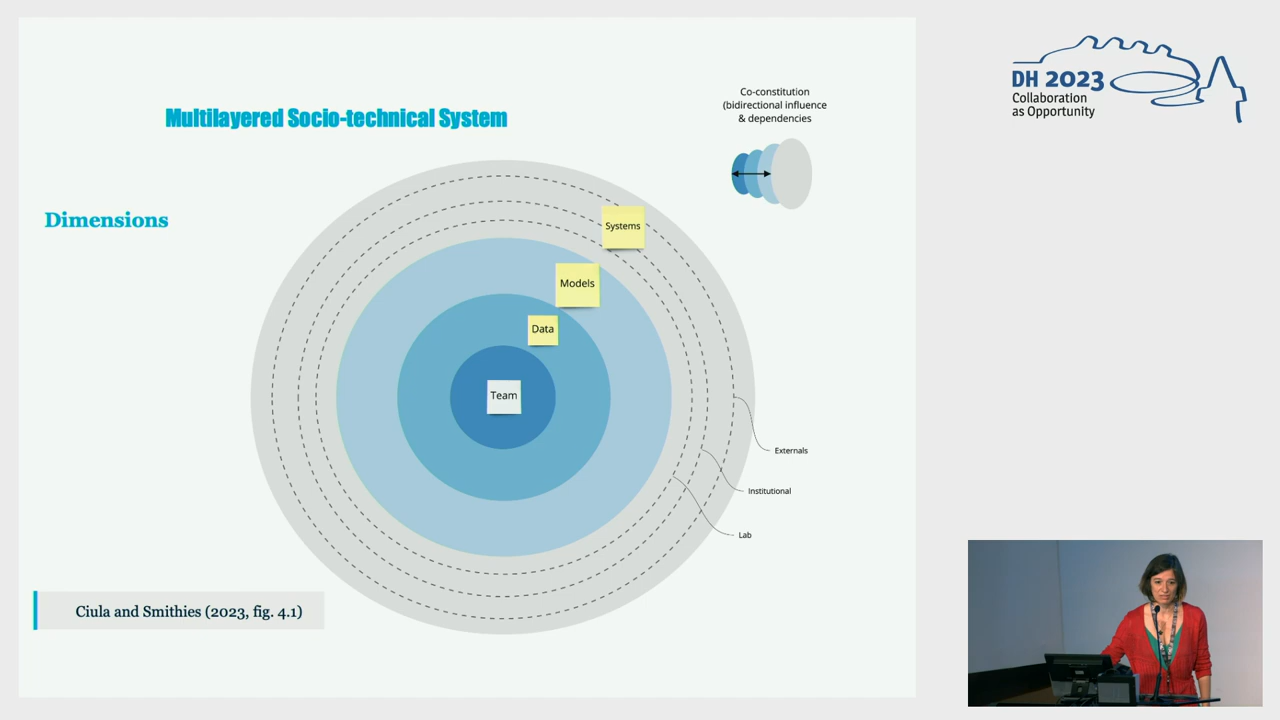 Multilayered Socio-technical System
Co-constitution
(bidirectional influence
& dependencies
Dimensions
Systems
Models
Data
Team
Externals
Institutional
Lab
Ciula and Smithies (2023, fig. 4.1)
DH 2023
Collaboration
as Opportunity